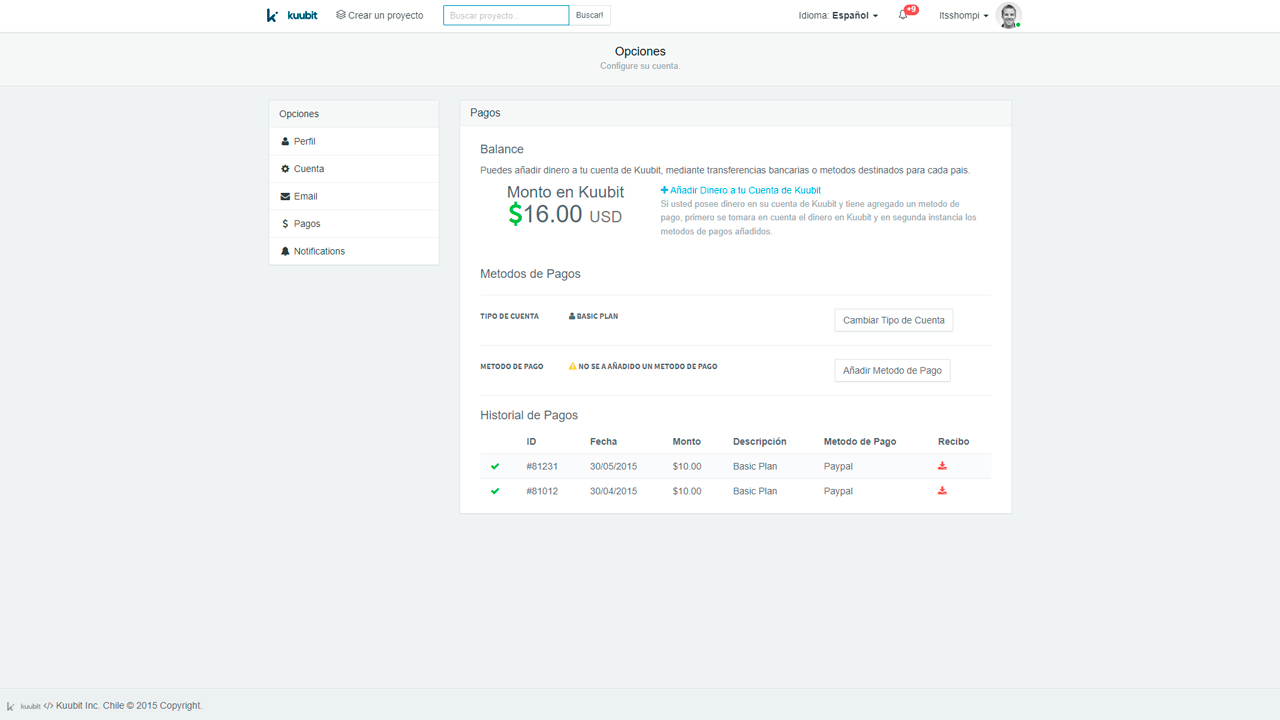 kuubit Crear un proyecto Buscar proyecto... Buscar! Idioma: Español +9 Itsshompi
Opciones
Configure su cuenta.
Opciones
Perfil
Cuenta
Email
Pagos
Notifications
Pagos
Balance
Puedes añadir dinero a tu cuenta de Kuubit, mediante transferencias bancarias o metodos destinados para cada pais.
Monto en Kuubit
$16.00 USD
Añadir Dinero a tu Cuenta de Kuubit
Si usted posee dinero en su cuenta de Kuubit y tiene agregado un metodo de
pago, primero se tomara en cuenta el dinero en Kuubit y en segunda instancia los
metodos de pagos añadidos.
Metodos de Pagos
TIPO DE CUENTA BASIC PLAN Cambiar Tipo de Cuenta
METODO DE PAGO NO SE A AÑADIDO UN METODO DE PAGO Añadir Metodo de Pago
Historial de Pagos
ID Fecha Monto Descripción Metodo de Pago Recibo
#81231 30/05/2015 $10.00 Basic Plan Paypal
#81012 30/04/2015 $10.00 Basic Plan Paypal
kuubit </> Kuubit Inc. Chile © 2015 Copyright.